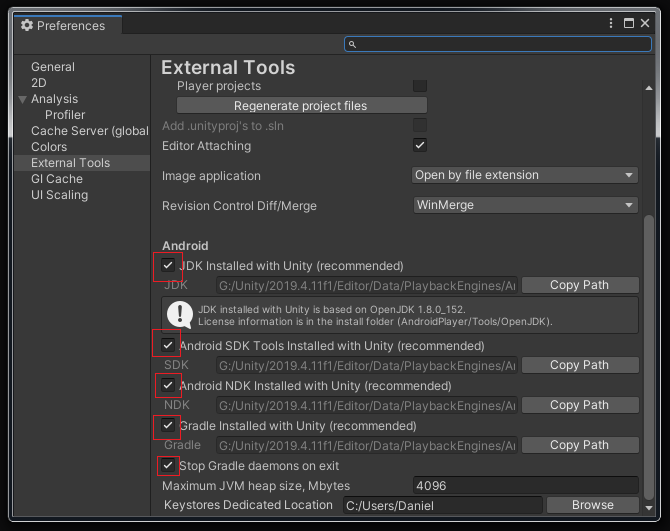 Preferences
General
2D
Analysis
Profiler
Cache Server (global
Colors
External Tools
GI Cache
UI Scaling
External Tools
Player projects
Regenerate project files
Add .unityproj's to .sln
Editor Attaching
Image application
Open by file extension
Revision Control Diff/Merge
WinMerge
Android
JDK Installed with Unity (recommended)
JDK G:/Unity/2019.4.11f1/Editor/Data/PlaybackEngines/Ar Copy Path
JDK installed with Unity is based on OpenJDK 1.8.0_152.
License information is in the install folder (AndroidPlayer/Tools/OpenJDK).
Android SDK Tools Installed with Unity (recommended)
SDK G:/Unity/2019.4.11f1/Editor/Data/PlaybackEngines/Ar Copy Path
Android NDK Installed with Unity (recommended)
NDK G:/Unity/2019.4.11f1/Editor/Data/PlaybackEngines/Ar Copy Path
Gradle Installed with Unity (recommended)
Gradle G:/Unity/2019.4.11f1/Editor/Data/PlaybackEngines/Ar Copy Path
Stop Gradle daemons on exit
Maximum JVM heap size, Mbytes 4096
Keystores Dedicated Location C:/Users/Daniel Browse